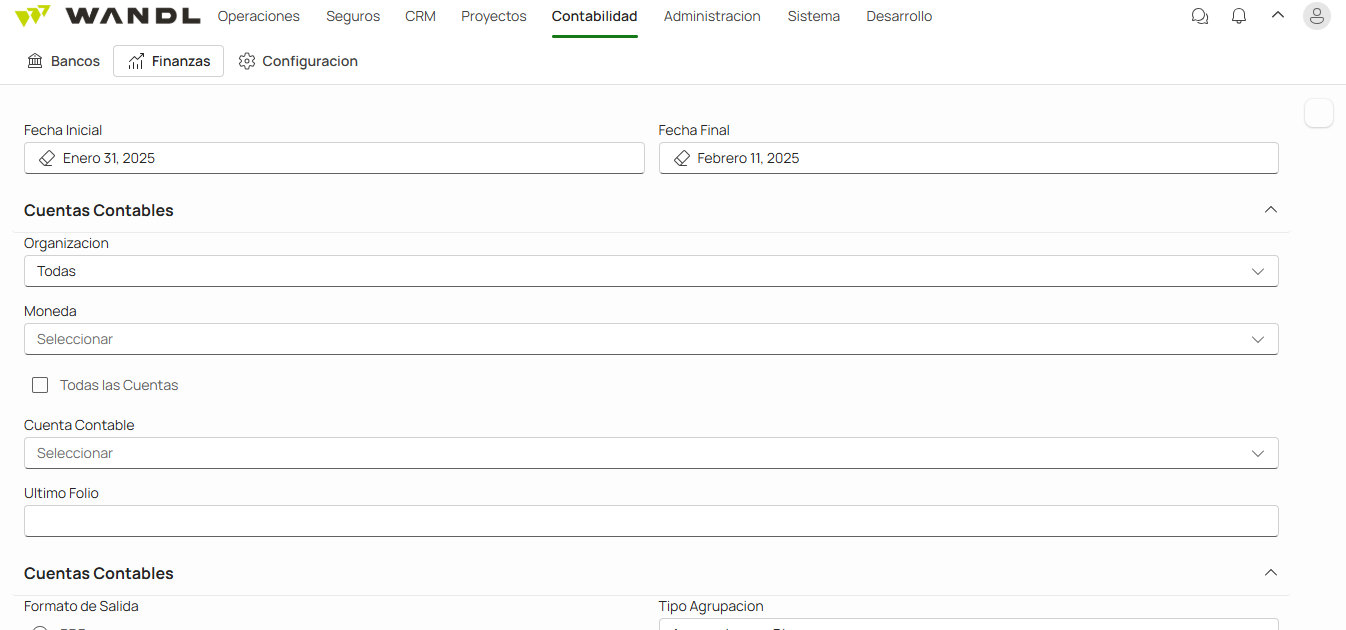 WANDL Operaciones Seguros CRM Proyectos Contabilidad Administracion Sistema Desarrollo
Bancos Finanzas Configuracion
Fecha Inicial Fecha Final
Enero 31, 2025 Febrero 11, 2025
Cuentas Contables
Organizacion
Todas
Moneda
Seleccionar
Todas las Cuentas
Cuenta Contable
Seleccionar
Ultimo Folio
Cuentas Contables
Formato de Salida Tipo Agrupacion